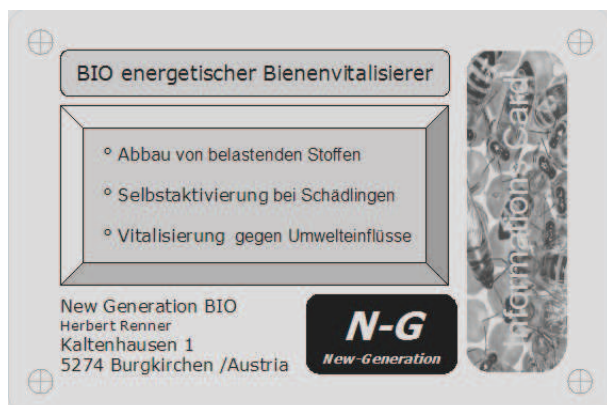 BIO energetischer Bienenvitalisierer
° Abbau von belastenden Stoffen
° Selbstaktivierung bei Schädlingen
° Vitalisierung gegen Umwelteinflüsse
New Generation BIO
Herbert Renner
Kaltenhausen 1
5274 Burgkirchen /Austria
N-G
New-Generation
Informations Card